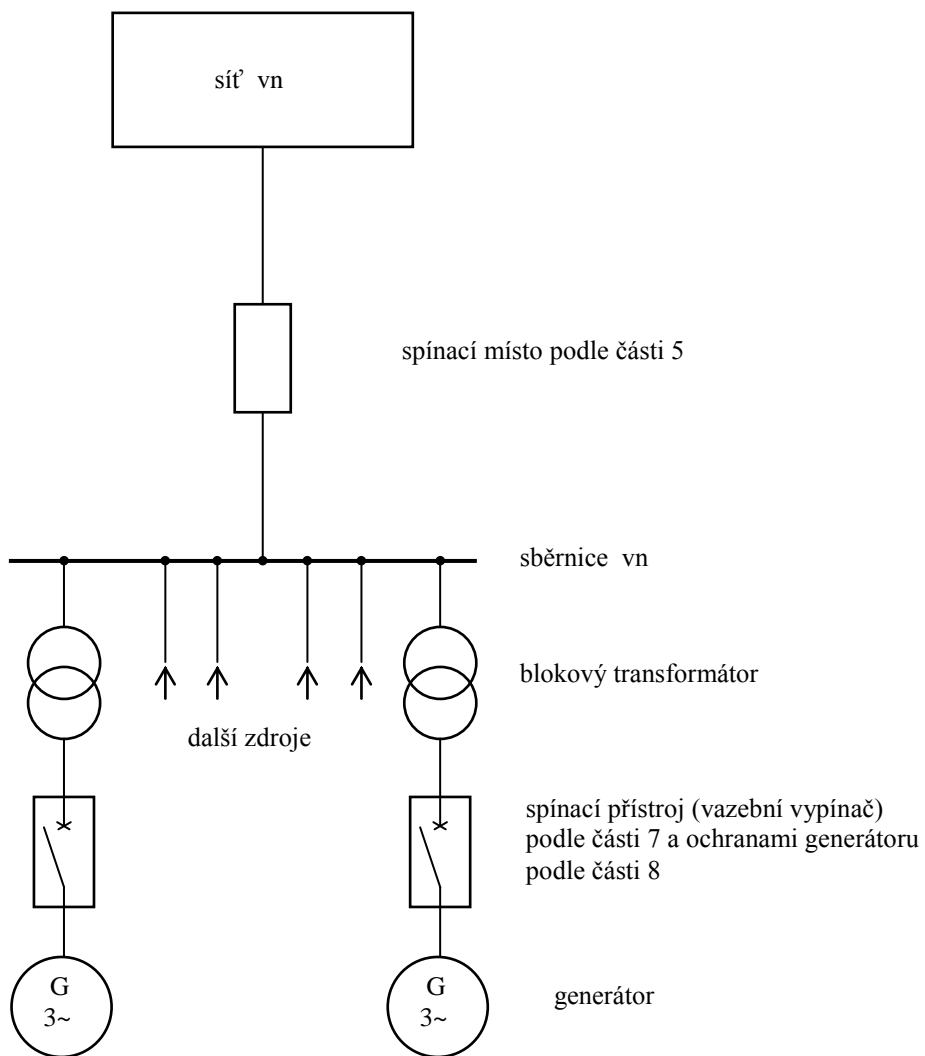 síť vn
spínací místo podle části 5
sběrnice vn
blokový transformátor
další zdroje
spínací přístroj (vazební vypínač)
podle části 7 a ochranami generátoru
podle části 8
G
3~
G
3~
generátor